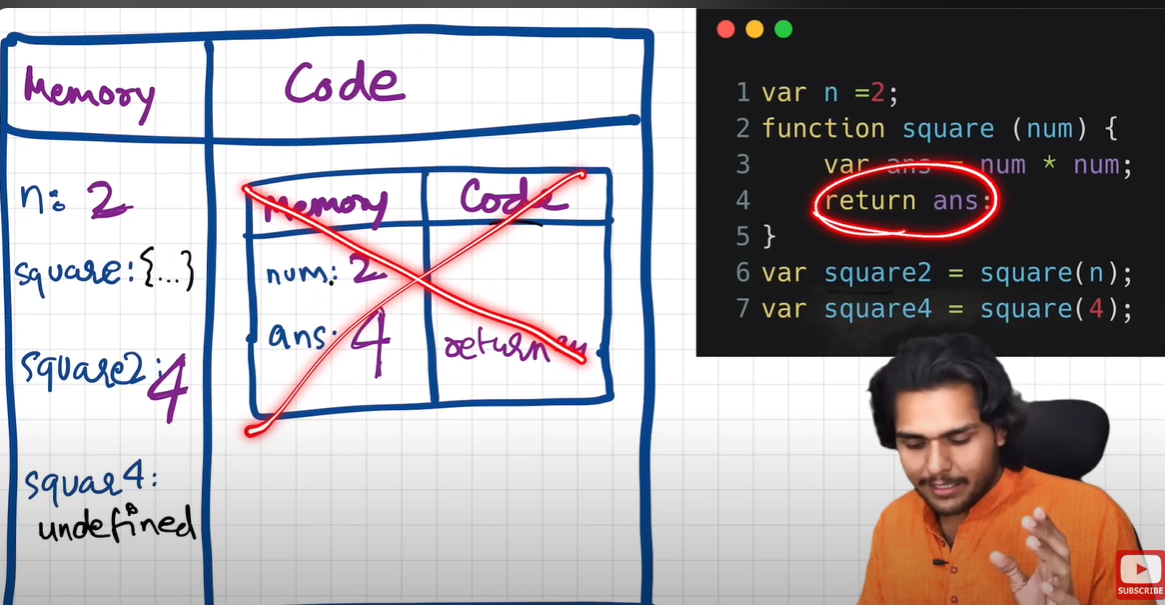 Memory
Code
n: 2
square: {...}
square2: 4
squar4:
undefined
Memory
Code
num: 2
ans: 4
return
1 var n =2;
2 function square (num) {
3 var ans = num * num;
4 return ans;
5 }
6 var square2 = square(n);
7 var square4 = square(4);
SUBSCRIBE